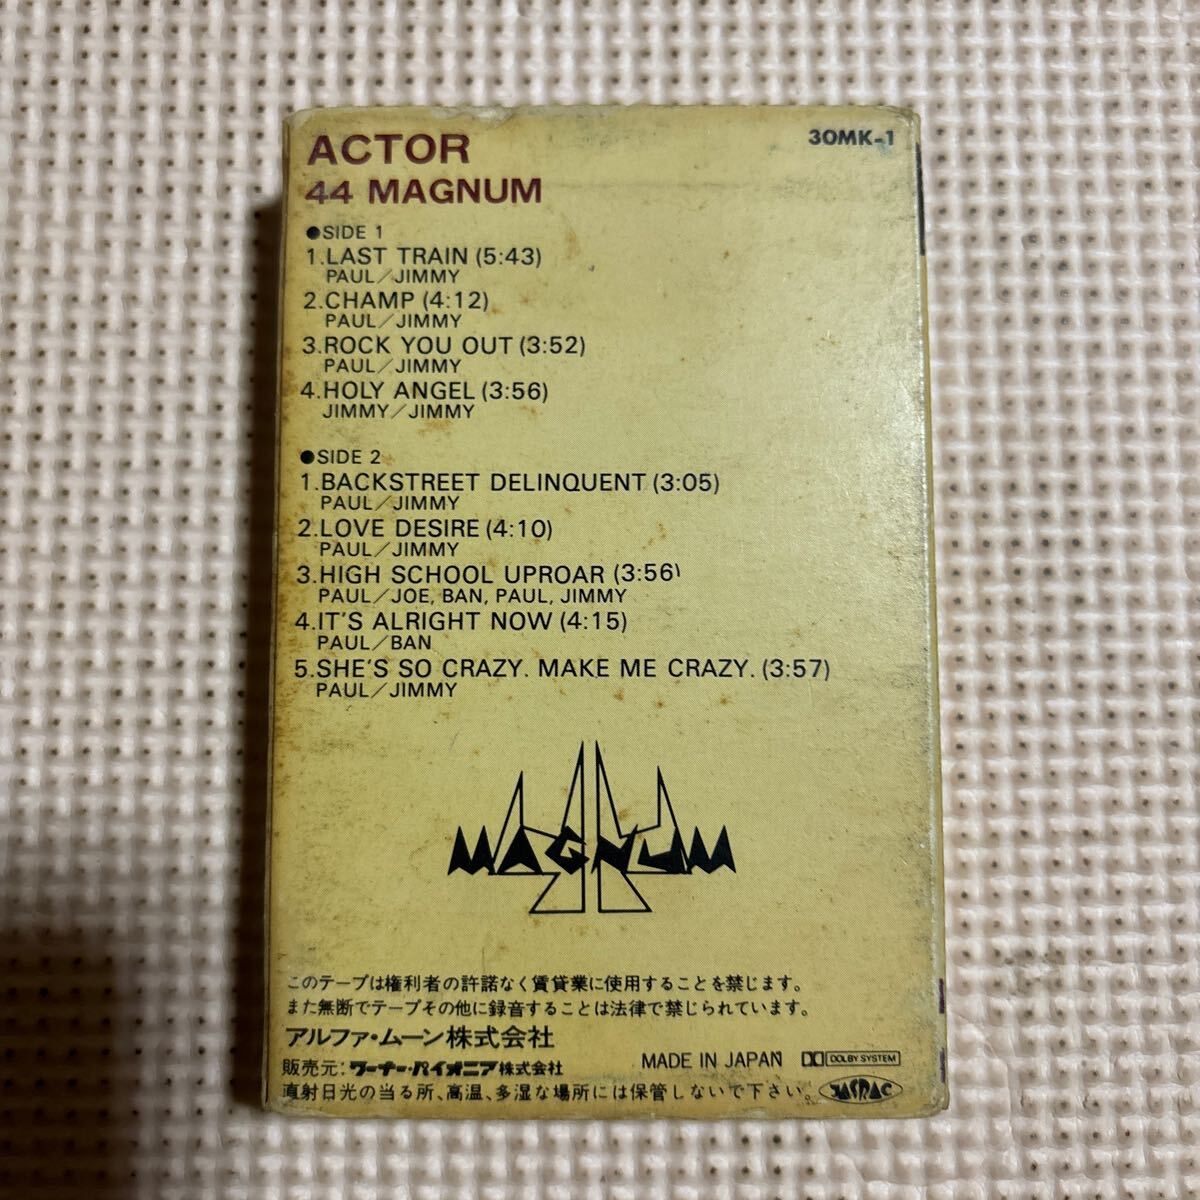 ACTOR
30MK-1
44 MAGNUM
●SIDE 1
1.LAST TRAIN (5:43)
PAUL/JIMMY
2.CHAMP (4:12)
PAUL/JIMMY
3.ROCK YOU OUT (3:52)
PAUL/JIMMY
4.HOLY ANGEL (3:56)
JIMMY/JIMMY
●SIDE 2
1.BACKSTREET DELINQUENT (3:05)
PAUL/JIMMY
2.LOVE DESIRE (4:10)
PAUL/JIMMY
3.HIGH SCHOOL UPROAR (3:56)
PAUL/JOE, BAN, PAUL, JIMMY
4.IT'S ALRIGHT NOW (4:15)
PAUL/BAN
5.SHE'S SO CRAZY. MAKE ME CRAZY. (3:57)
PAUL/JIMMY
44
MAGNUM
このテープは権利者の許諾なく賃貸業に使用することを禁じます。
また無断でテープその他に録音することは法律で禁じられています。
アルファ・ムーン株式会社
販売元:ワーナー・パイオニア株式会社
MADE IN JAPAN DOLBY SYSTEM
直射日光の当る所、高温、多湿な場所には保管しないで下さい。 JASRAC